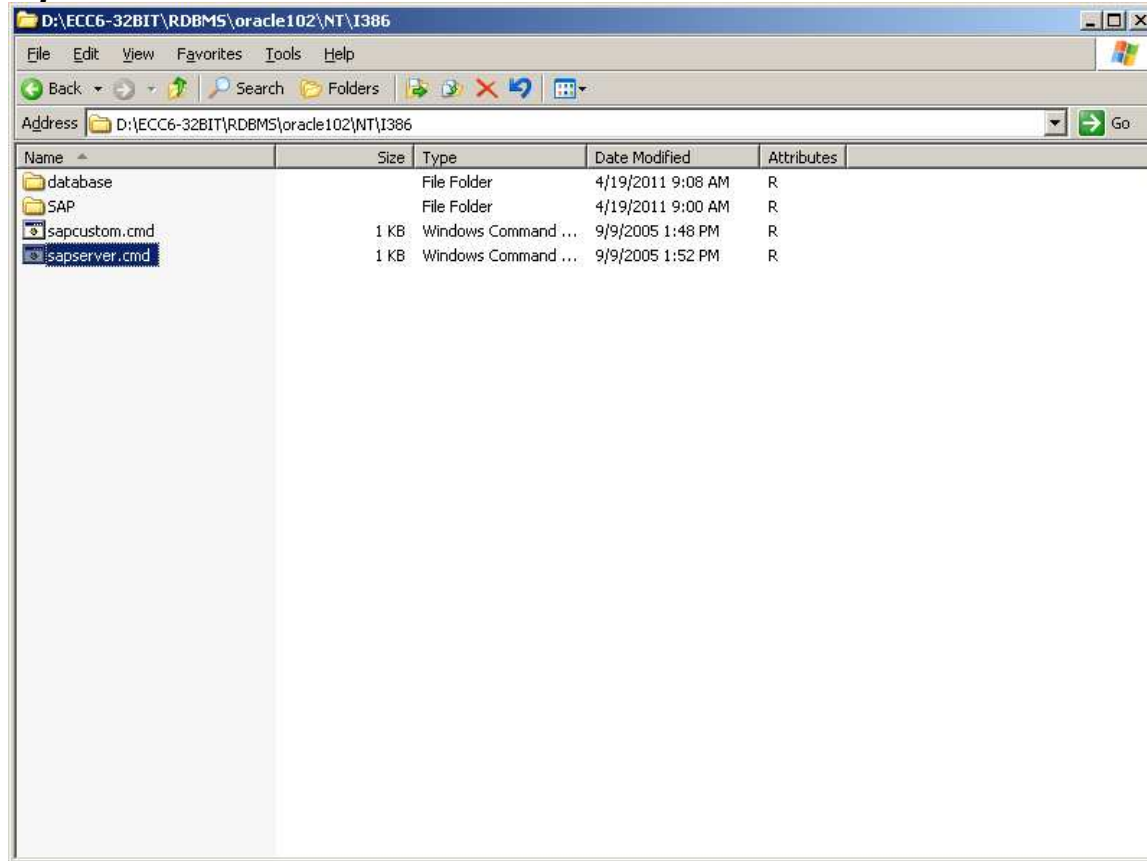 D:\ECC6-32BIT\RDBMS\oracle102\NT\I386
File Edit View Favorites Tools Help
Back Search Folders
Address D:\ECC6-32BIT\RDBMS\oracle102\NT\I386 Go
Name Size Type Date Modified Attributes
database File Folder 4/19/2011 9:08 AM R
SAP File Folder 4/19/2011 9:00 AM R
sapcustom.cmd 1 KB Windows Command ... 9/9/2005 1:48 PM R
sapserver.cmd 1 KB Windows Command ... 9/9/2005 1:52 PM R